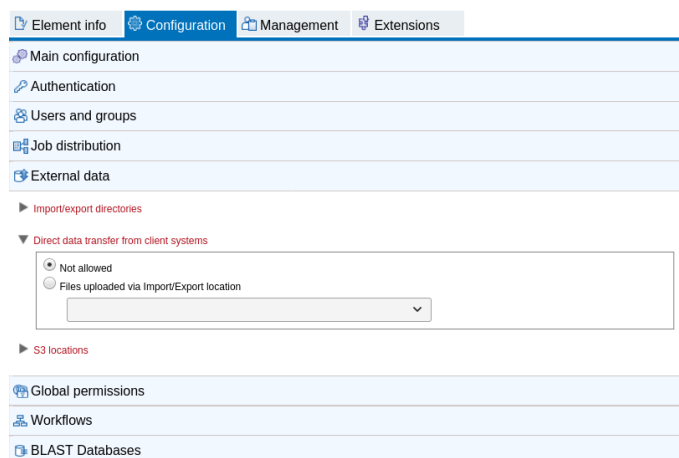 Element info Configuration Management Extensions
Main configuration
Authentication
Users and groups
Job distribution
External data
Import/export directories
Direct data transfer from client systems
Not allowed
Files uploaded via Import/Export location
S3 locations
Global permissions
Workflows
BLAST Databases